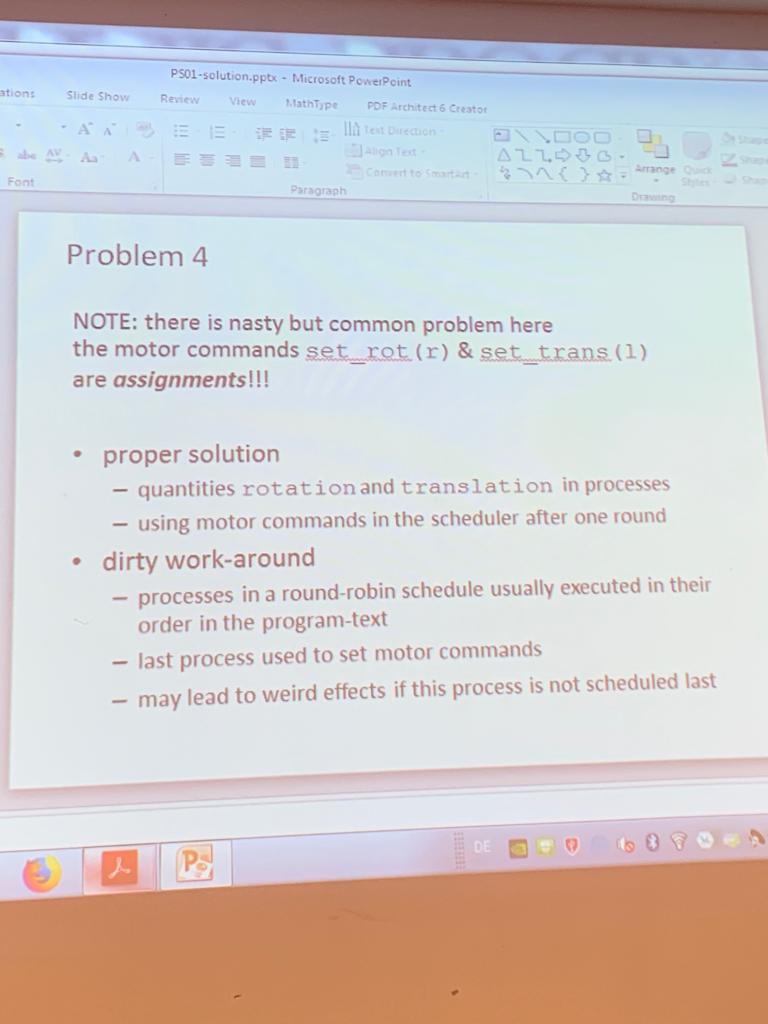 PS01-solution.pptx - Microsoft PowerPoint
ations Slide Show Review View MathType PDF Architect 6 Creator
A A Text Direction
abc AV Aa A Align Text
Convert to SmartArt
Arrange Quick Styles
Font Paragraph Drawing
Problem 4
NOTE: there is nasty but common problem here
the motor commands set_rot(r) & set_trans(l)
are assignments!!!
• proper solution
– quantities rotation and translation in processes
– using motor commands in the scheduler after one round
• dirty work-around
– processes in a round-robin schedule usually executed in their
order in the program-text
– last process used to set motor commands
– may lead to weird effects if this process is not scheduled last
DE